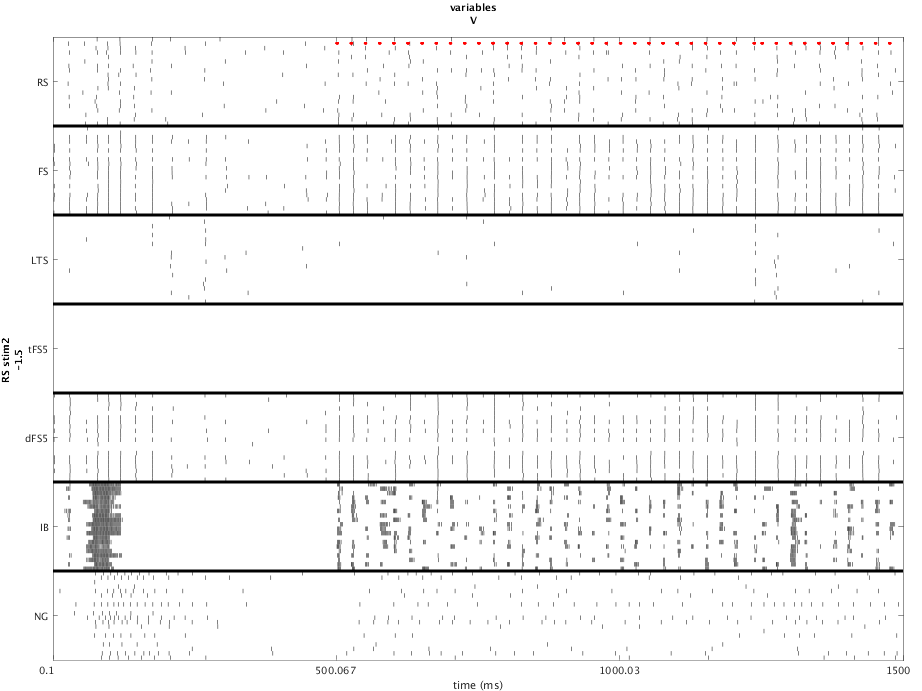 variables
V
RS
FS
LTS
RS stim2
-1.5
tFS5
dFS5
IB
NG
0.1
500.067
1000.03
1500
time (ms)